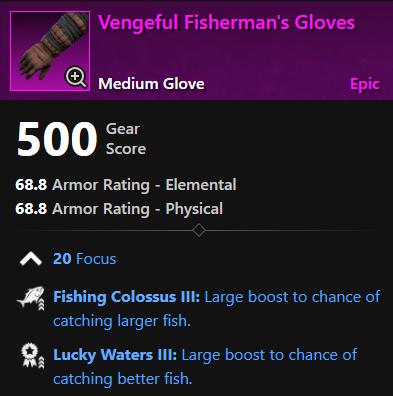 Vengeful Fisherman's Gloves
Medium Glove Epic
500 Gear
Score
68.8 Armor Rating - Elemental
68.8 Armor Rating - Physical
20 Focus
Fishing Colossus III: Large boost to chance of
catching larger fish.
Lucky Waters III: Large boost to chance of
catching better fish.